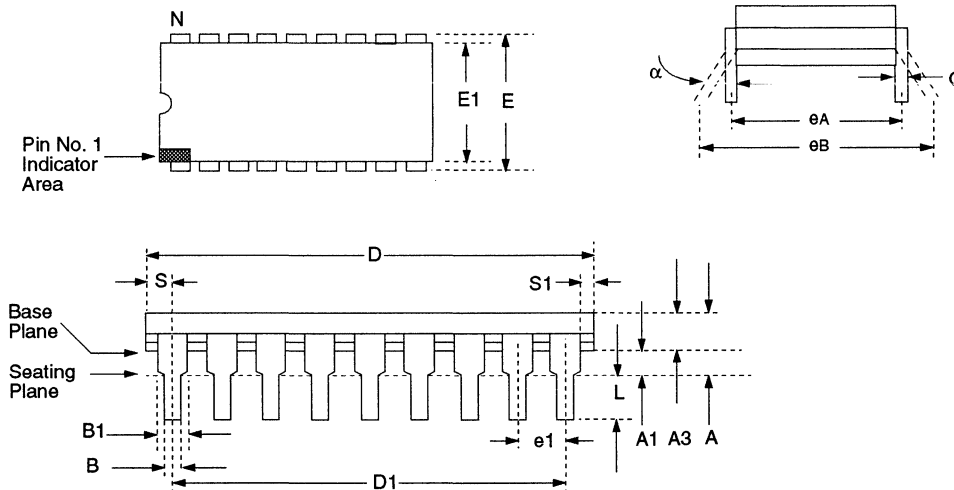 N
E1
E
Pin No. 1
Indicator
Area
α
eA
eB
D
S
S1
Base
Plane
Seating
Plane
L
B1
e1
A1
A3
A
B
D1